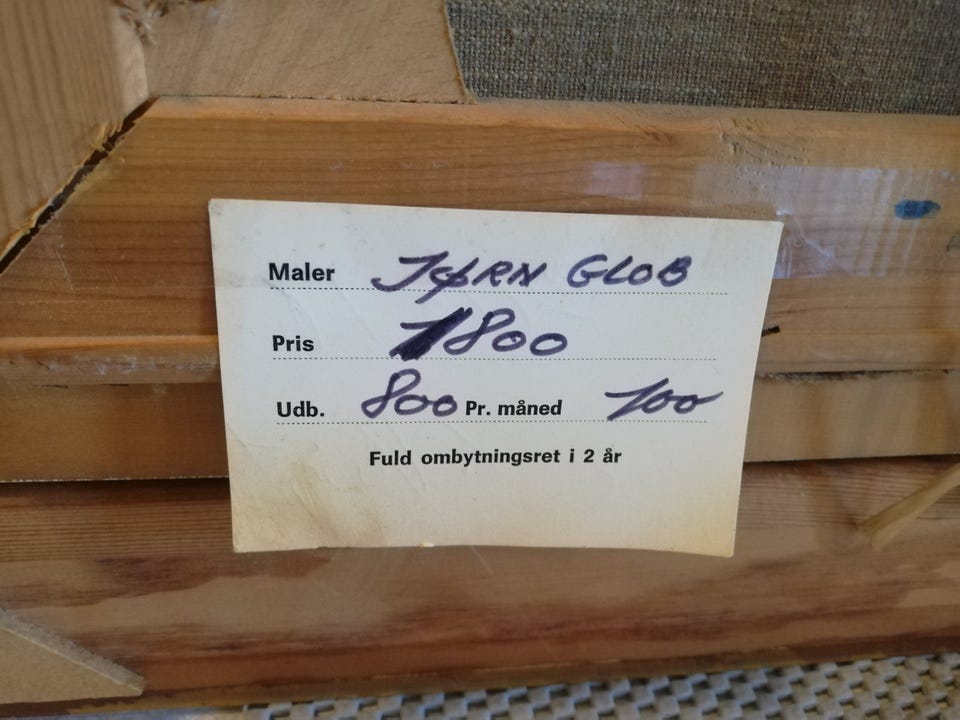 Maler JØRN GLOB
Pris 1800
Udb. 800 Pr. måned 100
Fuld ombytningsret i 2 år